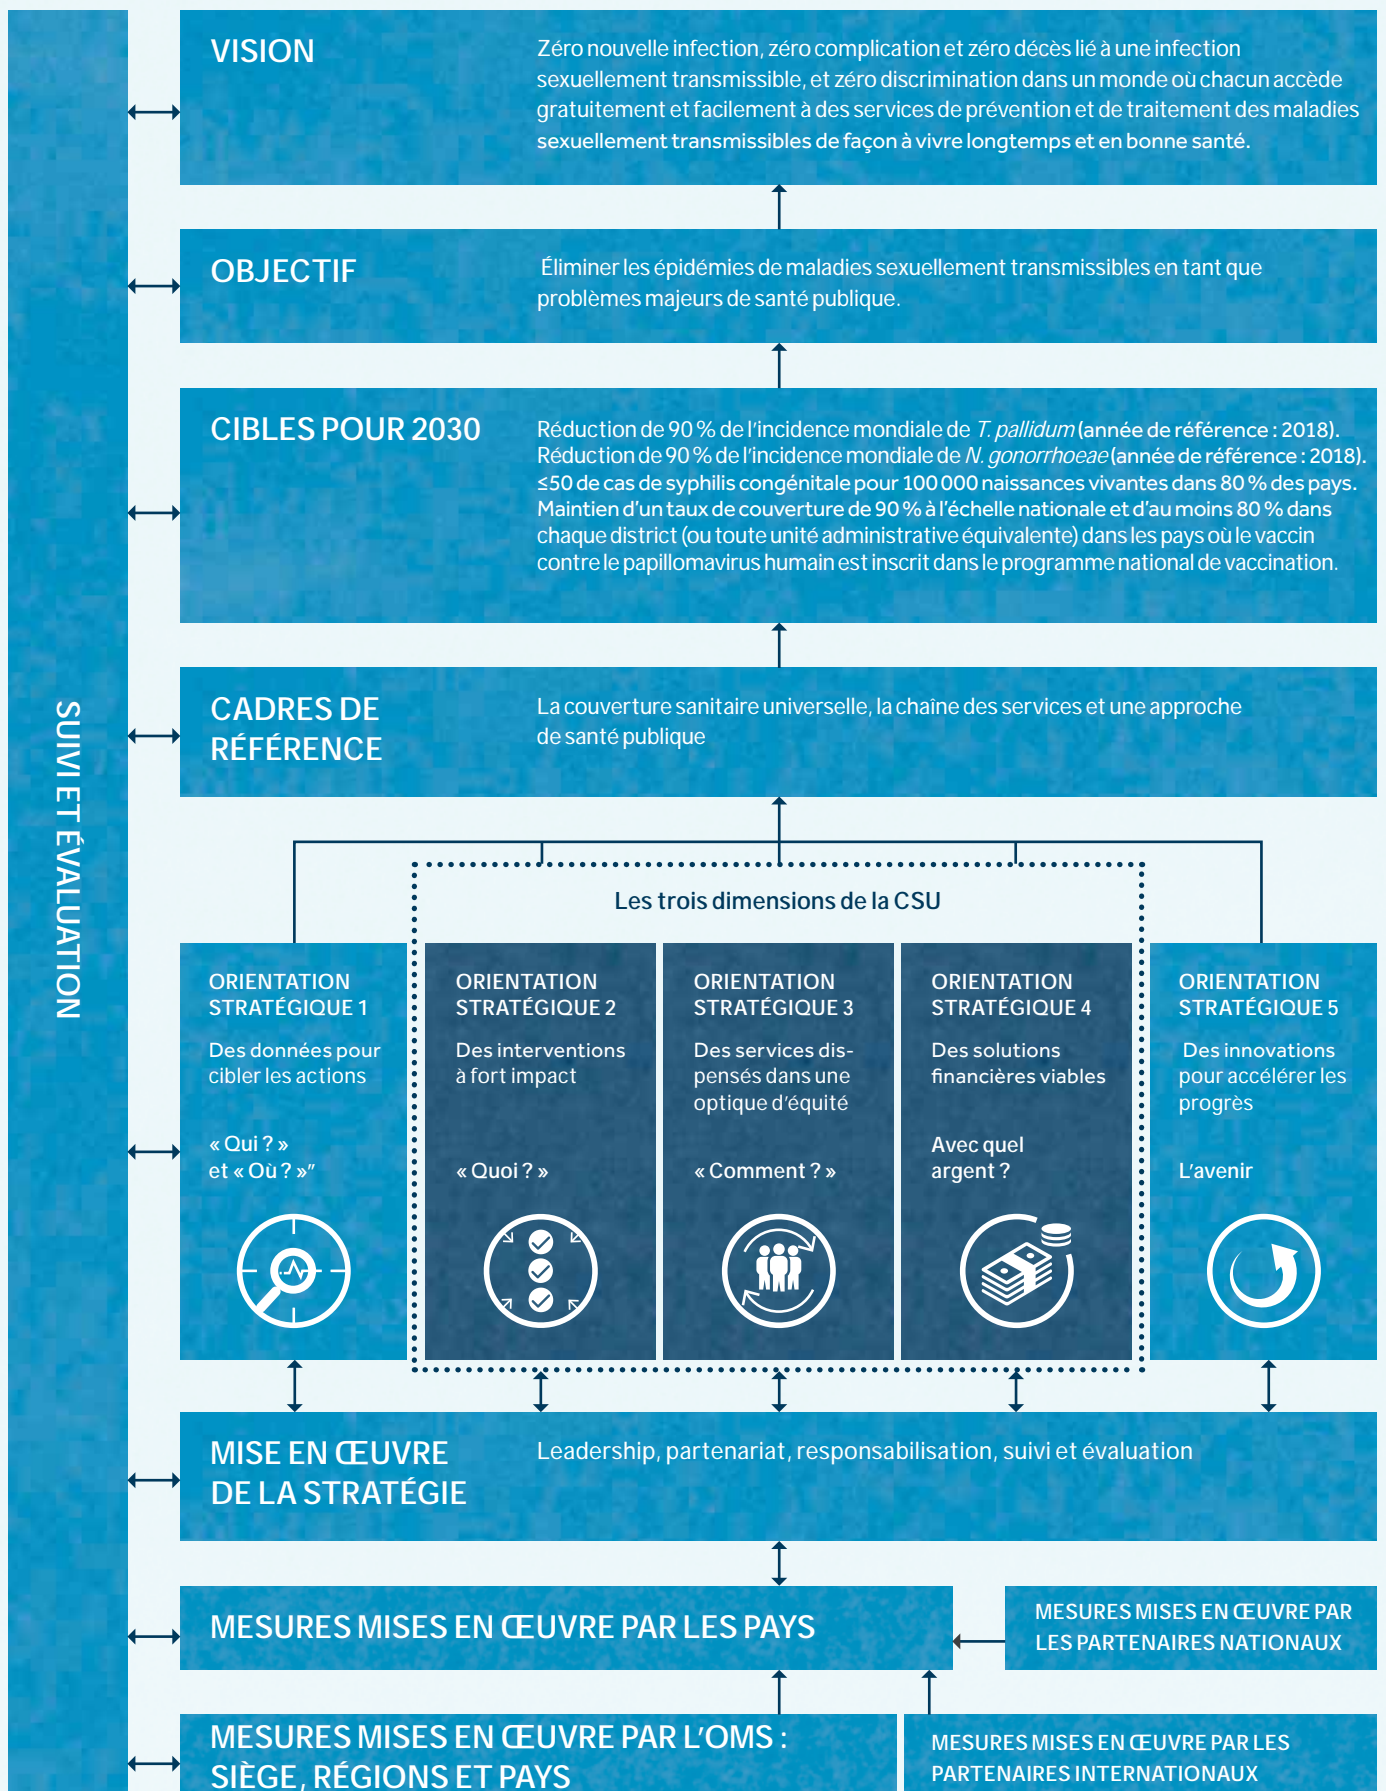 VISION
Zéro nouvelle infection, zéro complication et zéro décès lié à une infection
sexuellement transmissible, et zéro discrimination dans un monde où chacun accède
gratuitement et facilement à des services de prévention et de traitement des maladies
sexuellement transmissibles de façon à vivre longtemps et en bonne santé.
OBJECTIF
Éliminer les épidémies de maladies sexuellement transmissibles en tant que
problèmes majeurs de santé publique.
CIBLES POUR 2030
Réduction de 90 % de l'incidence mondiale de T. pallidum (année de référence : 2018).
Réduction de 90 % de l'incidence mondiale de N. gonorrhoeae (année de référence : 2018).
≤50 de cas de syphilis congénitale pour 100 000 naissances vivantes dans 80 % des pays.
Maintien d'un taux de couverture de 90 % à l'échelle nationale et d'au moins 80 % dans
chaque district (ou toute unité administrative équivalente) dans les pays où le vaccin
contre le papillomavirus humain est inscrit dans le programme national de vaccination.
CADRES DE
RÉFÉRENCE
La couverture sanitaire universelle, la chaîne des services et une approche
de santé publique
SUIVI ET ÉVALUATION
Les trois dimensions de la CSU
ORIENTATION
STRATÉGIQUE 1
Des données pour
cibler les actions
« Qui ? »
et « Où ? »"
ORIENTATION
STRATÉGIQUE 2
Des interventions
à fort impact
« Quoi ? »
ORIENTATION
STRATÉGIQUE 3
Des services dis-
pensés dans une
optique d'équité
« Comment ? »
ORIENTATION
STRATÉGIQUE 4
Des solutions
financières viables
Avec quel
argent ?
ORIENTATION
STRATÉGIQUE 5
Des innovations
pour accélérer les
progrès
L'avenir
MISE EN ŒUVRE
DE LA STRATÉGIE
Leadership, partenariat, responsabilisation, suivi et évaluation
MESURES MISES EN ŒUVRE PAR LES PAYS
MESURES MISES EN ŒUVRE PAR
LES PARTENAIRES NATIONAUX
MESURES MISES EN ŒUVRE PAR L'OMS :
SIÈGE, RÉGIONS ET PAYS
MESURES MISES EN ŒUVRE PAR LES
PARTENAIRES INTERNATIONAUX